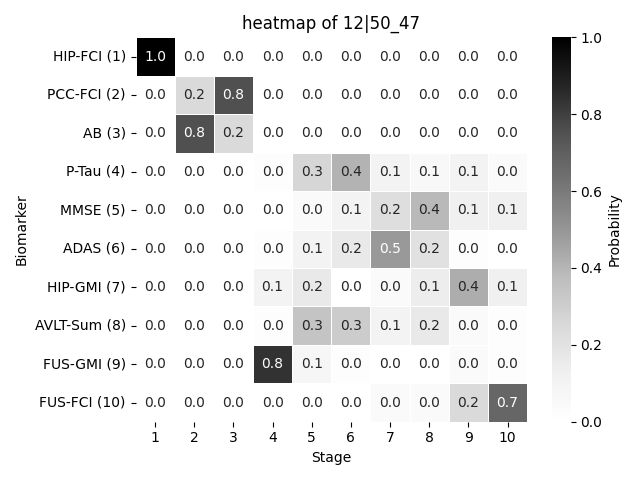 heatmap of 12|50_47
HIP-FCI (1) 1.0 0.0 0.0 0.0 0.0 0.0 0.0 0.0 0.0 0.0
PCC-FCI (2) 0.0 0.2 0.8 0.0 0.0 0.0 0.0 0.0 0.0 0.0
AB (3) 0.0 0.8 0.2 0.0 0.0 0.0 0.0 0.0 0.0 0.0
P-Tau (4) 0.0 0.0 0.0 0.0 0.3 0.4 0.1 0.1 0.1 0.0
MMSE (5) 0.0 0.0 0.0 0.0 0.0 0.1 0.2 0.4 0.1 0.1
ADAS (6) 0.0 0.0 0.0 0.0 0.1 0.2 0.5 0.2 0.0 0.0
HIP-GMI (7) 0.0 0.0 0.0 0.1 0.2 0.0 0.0 0.1 0.4 0.1
AVLT-Sum (8) 0.0 0.0 0.0 0.0 0.3 0.3 0.1 0.2 0.0 0.0
FUS-GMI (9) 0.0 0.0 0.0 0.8 0.1 0.0 0.0 0.0 0.0 0.0
FUS-FCI (10) 0.0 0.0 0.0 0.0 0.0 0.0 0.0 0.0 0.2 0.7
1 2 3 4 5 6 7 8 9 10
Stage
Biomarker
1.0
0.8
0.6
0.4
0.2
0.0
Probability